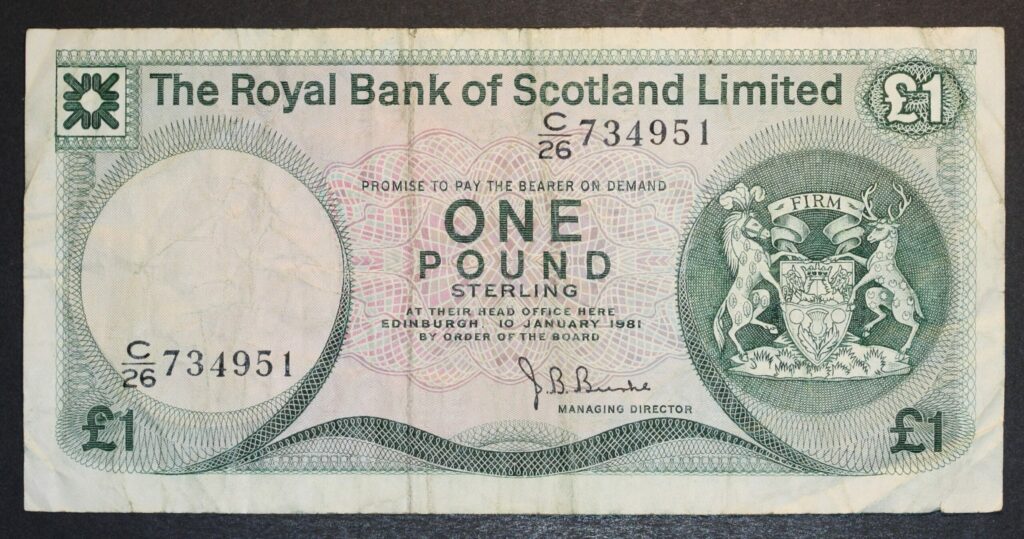 The Royal Bank of Scotland Limited
£1
C/26 734951
PROMISE TO PAY THE BEARER ON DEMAND
FIRM
ONE
POUND
STERLING
AT THEIR HEAD OFFICE HERE
EDINBURGH, 10 JANUARY 1981
BY ORDER OF THE BOARD
C/26 734951
J. B. Burke
MANAGING DIRECTOR
£1
£1